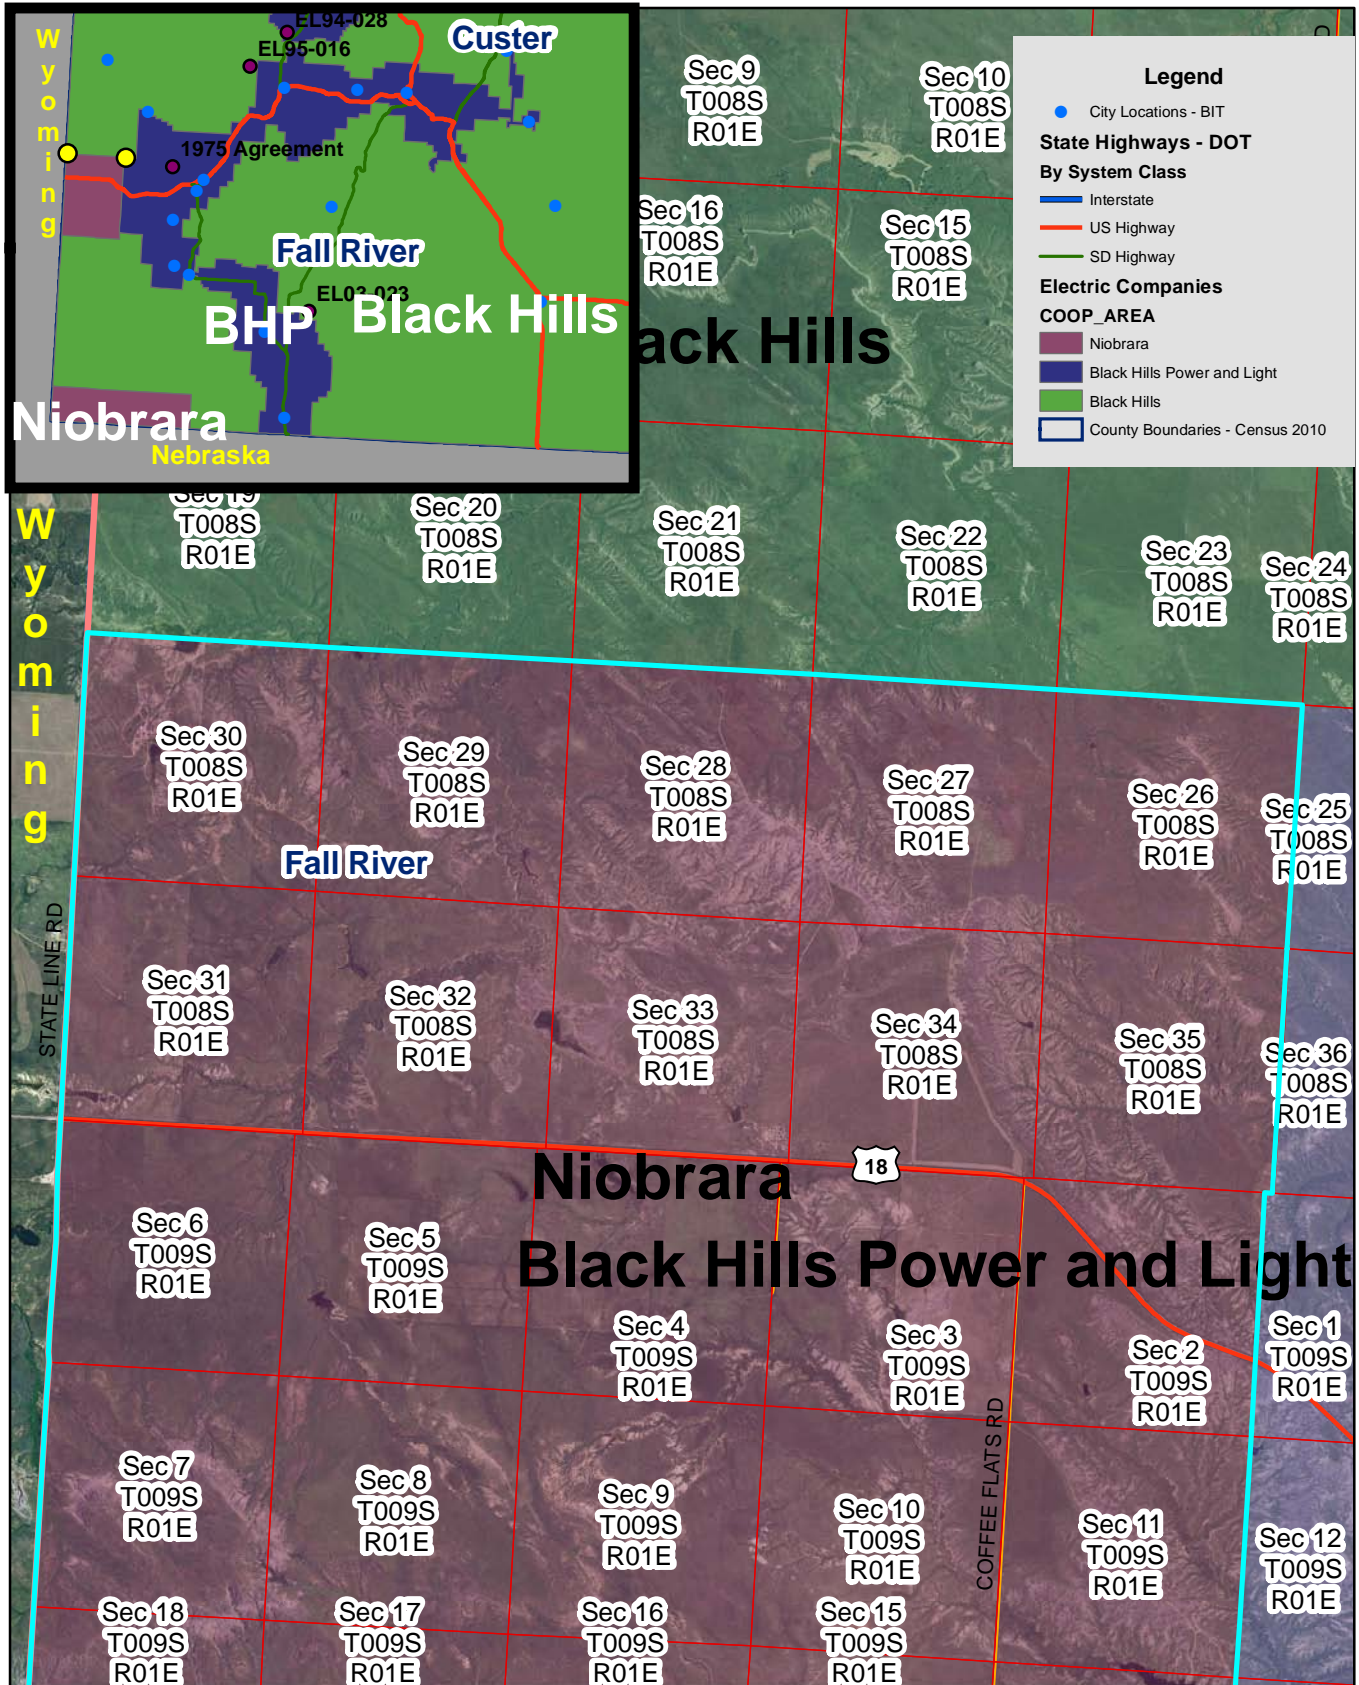 Wyoming
EL94-028
EL95-016
Custer
1975 Agreement
Fall River
EL03-023
BHP
Black Hills
Niobrara
Nebraska
Legend
City Locations - BIT
State Highways - DOT
By System Class
Interstate
US Highway
SD Highway
Electric Companies
COOP_AREA
Niobrara
Black Hills Power and Light
Black Hills
County Boundaries - Census 2010
Sec 9
T008S
R01E
Sec 10
T008S
R01E
Sec 16
T008S
R01E
Sec 15
T008S
R01E
ack Hills
Wyoming
Sec 19
T008S
R01E
Sec 20
T008S
R01E
Sec 21
T008S
R01E
Sec 22
T008S
R01E
Sec 23
T008S
R01E
Sec 24
T008S
R01E
Sec 30
T008S
R01E
Sec 29
T008S
R01E
Sec 28
T008S
R01E
Sec 27
T008S
R01E
Sec 26
T008S
R01E
Sec 25
T008S
R01E
Fall River
STATE LINE RD
Sec 31
T008S
R01E
Sec 32
T008S
R01E
Sec 33
T008S
R01E
Sec 34
T008S
R01E
Sec 35
T008S
R01E
Sec 36
T008S
R01E
Niobrara
18
Black Hills Power and Light
Sec 6
T009S
R01E
Sec 5
T009S
R01E
Sec 4
T009S
R01E
Sec 3
T009S
R01E
Sec 2
T009S
R01E
Sec 1
T009S
R01E
COFFEE FLATS RD
Sec 7
T009S
R01E
Sec 8
T009S
R01E
Sec 9
T009S
R01E
Sec 10
T009S
R01E
Sec 11
T009S
R01E
Sec 12
T009S
R01E
Sec 18
T009S
R01E
Sec 17
T009S
R01E
Sec 16
T009S
R01E
Sec 15
T009S
R01E